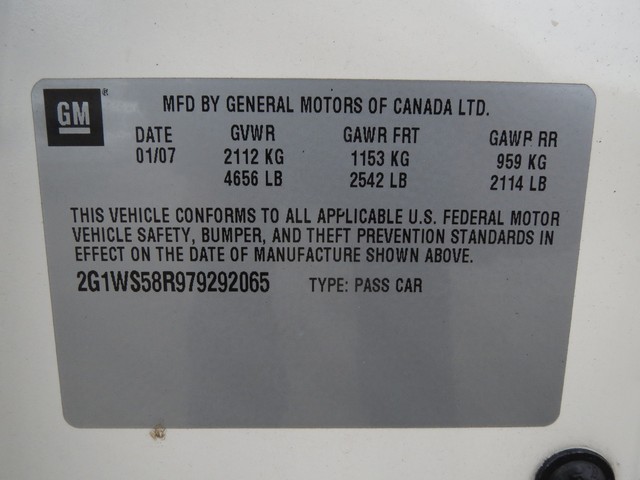 GM
MFD BY GENERAL MOTORS OF CANADA LTD.
DATE GVWR GAWR FRT GAWR RR
01/07 2112 KG 1153 KG 959 KG
4656 LB 2542 LB 2114 LB
THIS VEHICLE CONFORMS TO ALL APPLICABLE U.S. FEDERAL MOTOR
VEHICLE SAFETY, BUMPER, AND THEFT PREVENTION STANDARDS IN
EFFECT ON THE DATE OF MANUFACTURE SHOWN ABOVE.
2G1WS58R979292065 TYPE: PASS CAR